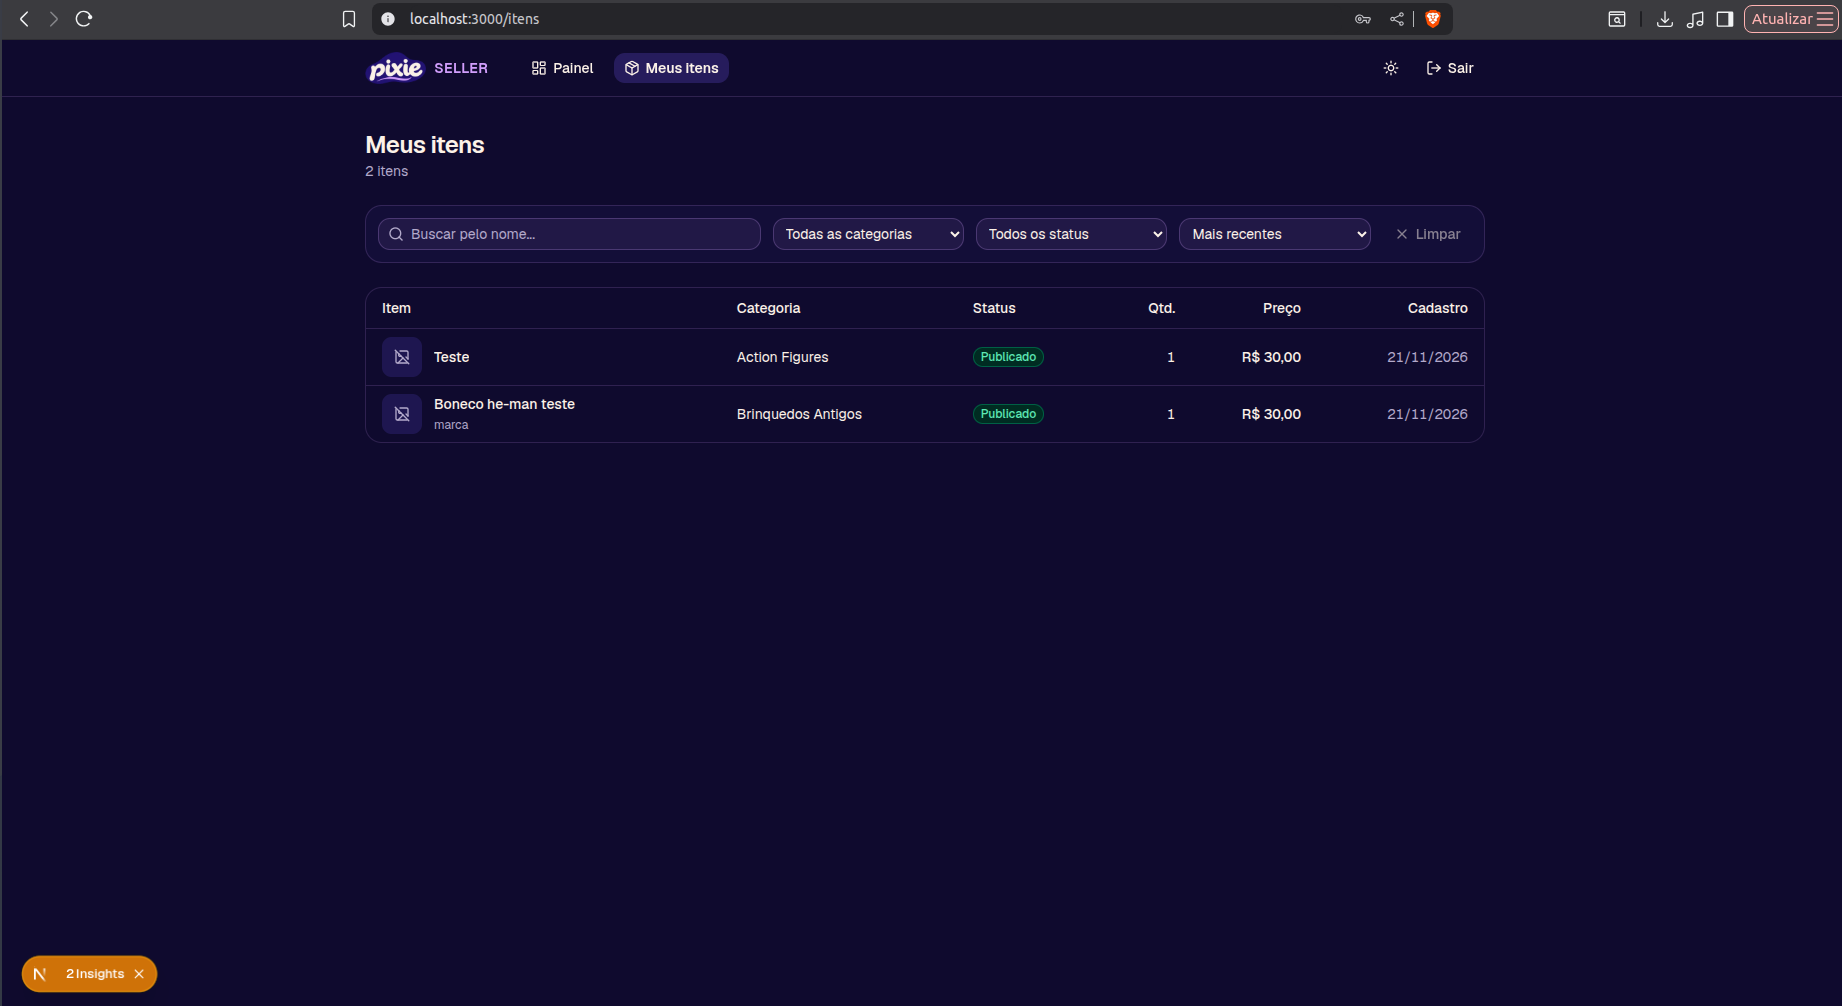 localhost:3000/itens
Atualizar
pixie SELLER
Painel
Meus itens
Sair
Meus itens
2 itens
Buscar pelo nome...
Todas as categorias
Todos os status
Mais recentes
Limpar
Item Categoria Status Qtd. Preço Cadastro
Teste Action Figures Publicado 1 R$ 30,00 21/11/2026
Boneco he-man teste
marca
Brinquedos Antigos Publicado 1 R$ 30,00 21/11/2026
N 2 Insights